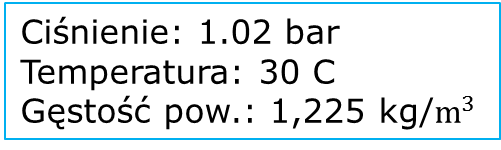 Ciśnienie: 1.02 bar
Temperatura: 30 C
Gęstość pow.: 1,225 kg/m³